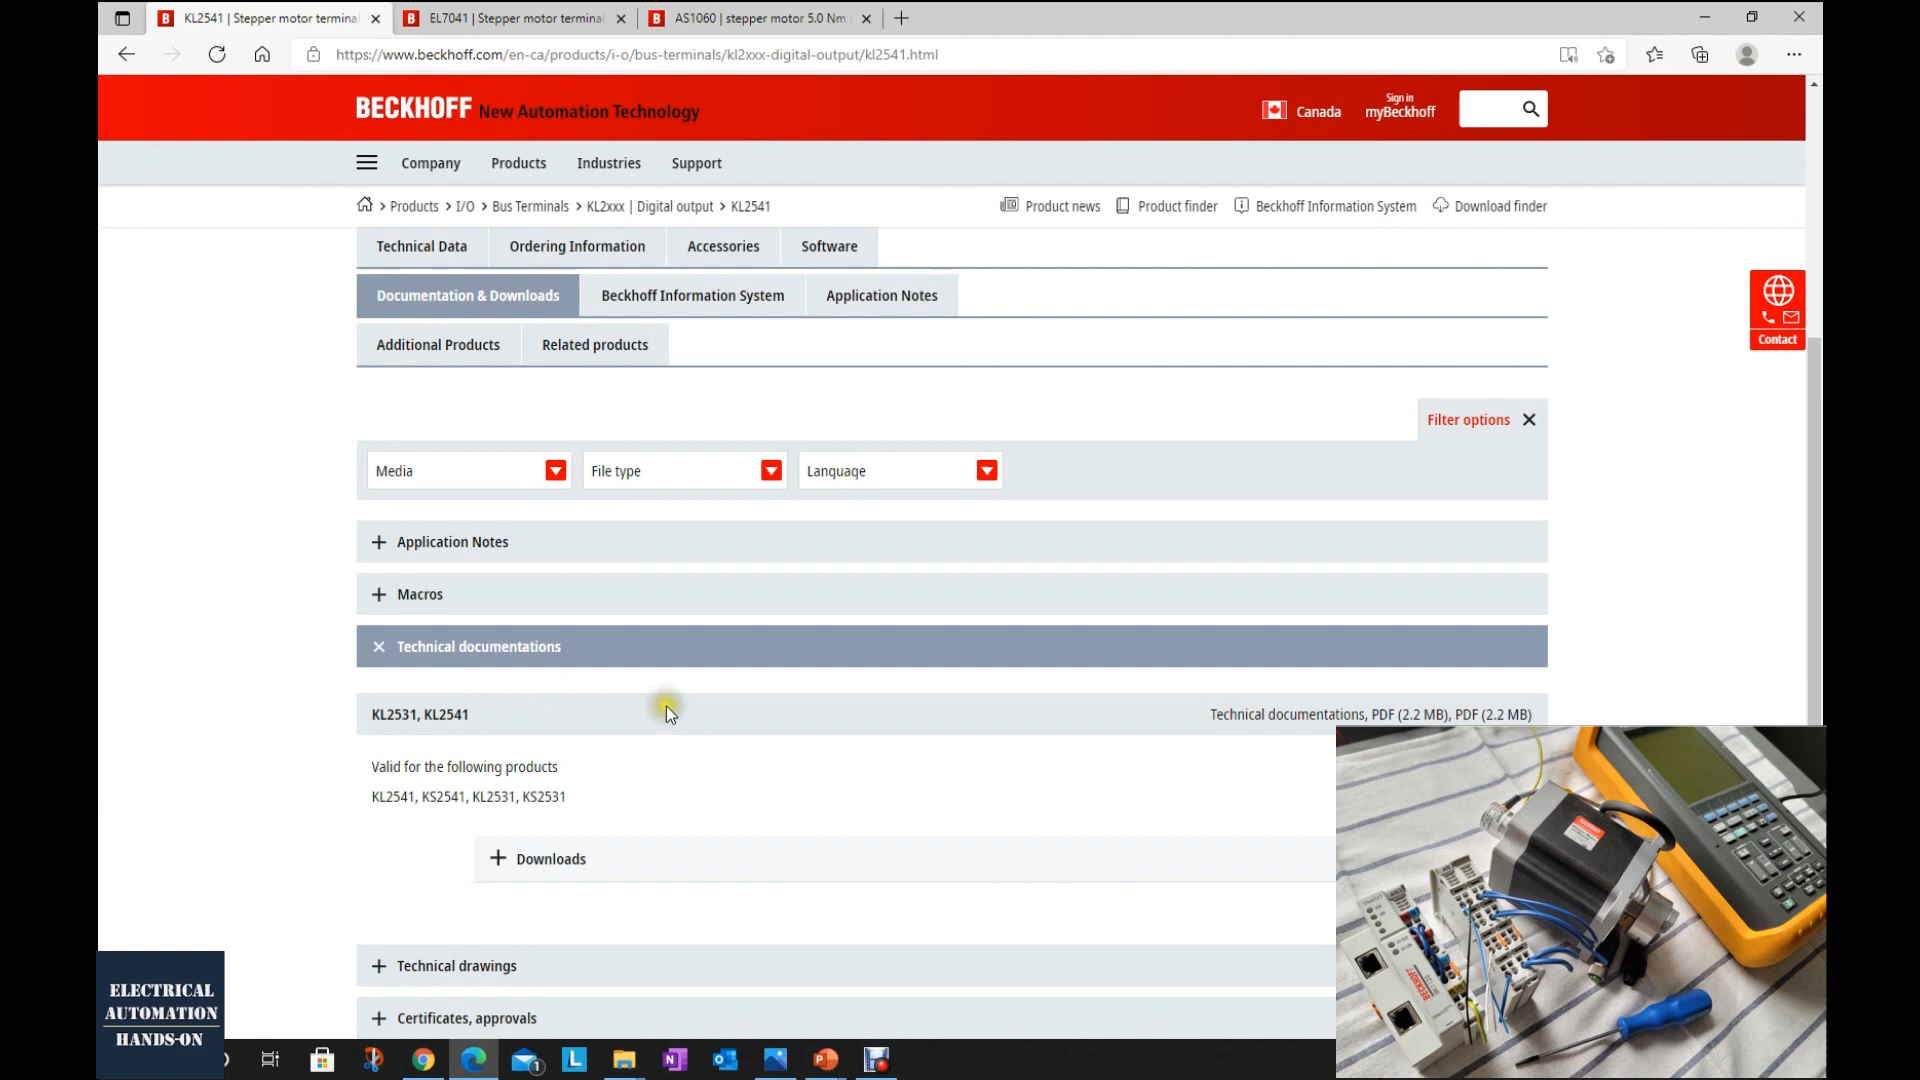 KL2541 | Stepper motor terminal
EL7041 | Stepper motor terminal
AS1060 | stepper motor 5.0 Nm
https://www.beckhoff.com/en-ca/products/i-o/bus-terminals/kl2xxx-digital-output/kl2541.html
BECKHOFF New Automation Technology
Canada
Sign in
myBeckhoff
Company
Products
Industries
Support
Products > I/O > Bus Terminals > KL2xxx | Digital output > KL2541
Product news
Product finder
Beckhoff Information System
Download finder
Technical Data
Ordering Information
Accessories
Software
Documentation & Downloads
Beckhoff Information System
Application Notes
Contact
Additional Products
Related products
Filter options
Media
File type
Language
Application Notes
Macros
Technical documentations
KL2531, KL2541
Technical documentations, PDF (2.2 MB), PDF (2.2 MB)
Valid for the following products
KL2541, KS2541, KL2531, KS2531
Downloads
Technical drawings
Certificates, approvals
ELECTRICAL
AUTOMATION
HANDS-ON
BECKHOFF